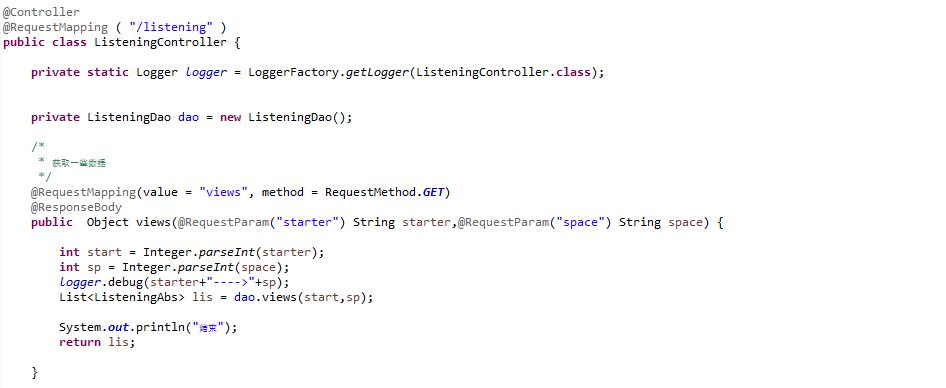 @Controller
@RequestMapping ( "/listening" )
public class ListeningController {
private static Logger logger = LoggerFactory.getLogger(ListeningController.class);
private ListeningDao dao = new ListeningDao();
/*
* 获取一些数据
*/
@RequestMapping(value = "views", method = RequestMethod.GET)
@ResponseBody
public  Object views(@RequestParam("starter") String starter,@RequestParam("space") String space) {
int start = Integer.parseInt(starter);
int sp = Integer.parseInt(space);
logger.debug(starter+"---->"+sp);
List<ListeningAbs> lis = dao.views(start,sp);
System.out.println("结束");
return lis;
}